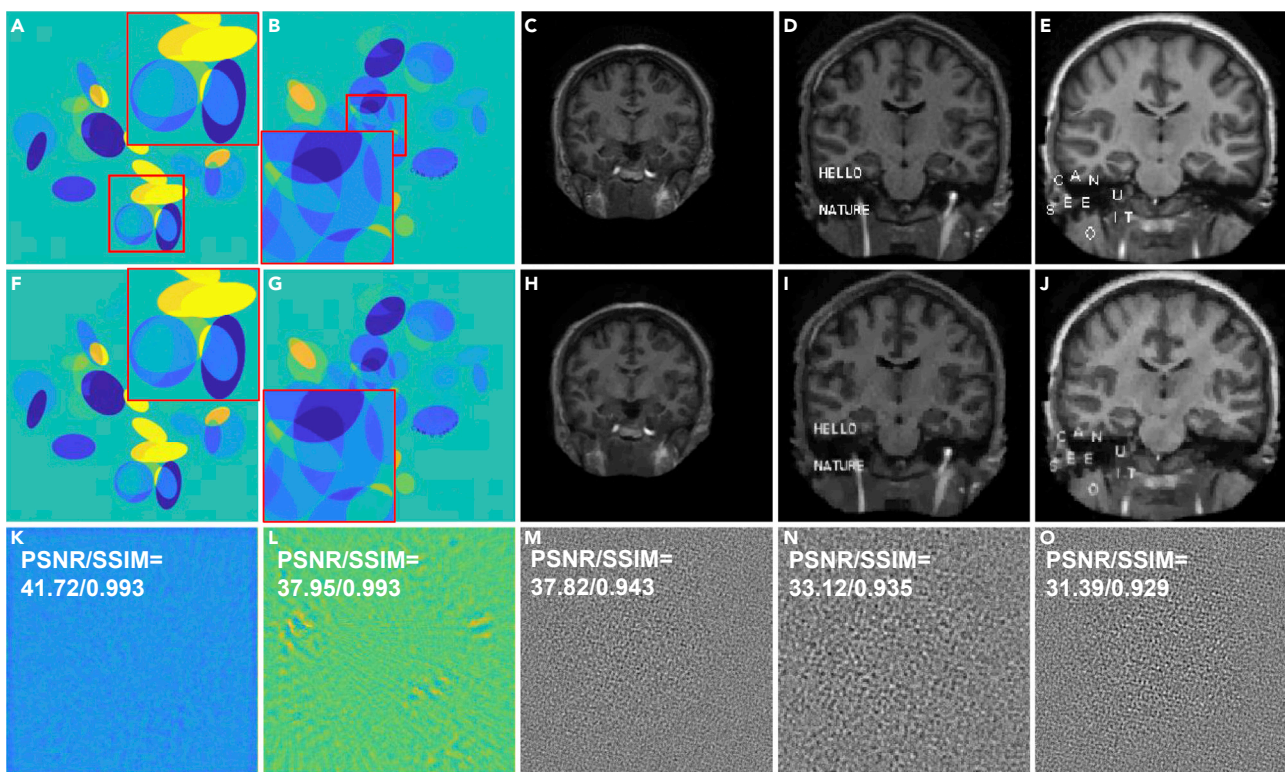 A
B
C
D
E
HELLO
NATURE
C A N
U
S E E
I T
F
G
H
I
J
HELLO
NATURE
C A N
U
S E E
I T
K
PSNR/SSIM=
41.72/0.993
L
PSNR/SSIM=
37.95/0.993
M
PSNR/SSIM=
37.82/0.943
N
PSNR/SSIM=
33.12/0.935
O
PSNR/SSIM=
31.39/0.929